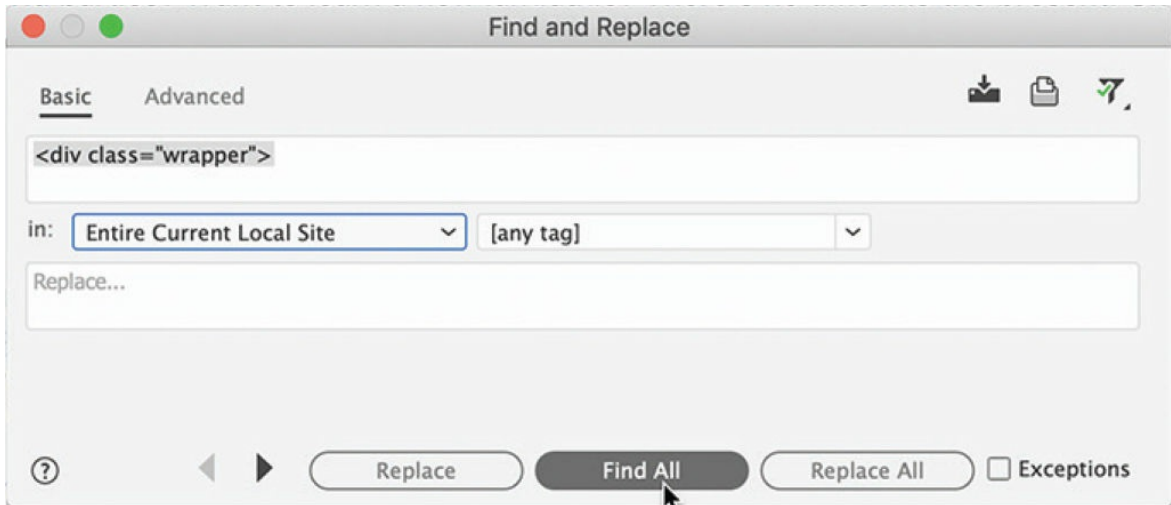 Find and Replace
Basic Advanced
<div class="wrapper">
in: Entire Current Local Site [any tag]
Replace...
? Replace Find All Replace All Exceptions